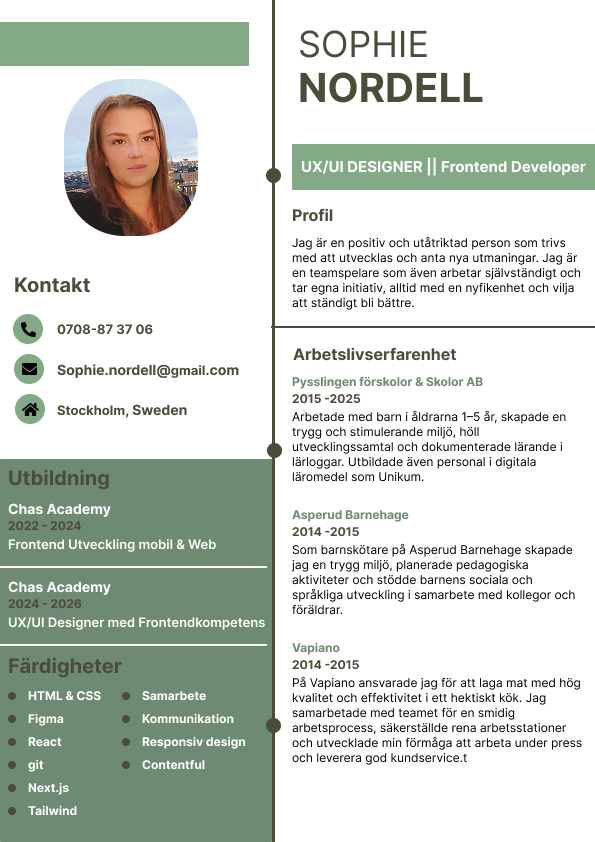 SOPHIE
NORDELL
UX/UI DESIGNER || Frontend Developer
Kontakt
0708-87 37 06
Sophie.nordell@gmail.com
Stockholm, Sweden
Utbildning
Chas Academy
2022 - 2024
Frontend Utveckling mobil & Web
Chas Academy
2024 - 2026
UX/UI Designer med Frontendkompetens
Färdigheter
HTML & CSS
Figma
React
git
Next.js
Tailwind
Samarbete
Kommunikation
Responsiv design
Contentful
Profil
Jag är en positiv och utåtriktad person som trivs
med att utvecklas och anta nya utmaningar. Jag är
en teamspelare som även arbetar självständigt och
tar egna initiativ, alltid med en nyfikenhet och vilja
att ständigt bli bättre.
Arbetslivserfarenhet
Pysslingen förskolor & Skolor AB
2015 -2025
Arbetade med barn i åldrarna 1–5 år, skapade en
trygg och stimulerande miljö, höll
utvecklingssamtal och dokumenterade lärande i
lärloggar. Utbildade även personal i digitala
läromedel som Unikum.
Asperud Barnehage
2014 -2015
Som barnskötare på Asperud Barnehage skapade
jag en trygg miljö, planerade pedagogiska
aktiviteter och stödde barnens sociala och
språkliga utveckling i samarbete med kollegor och
föräldrar.
Vapiano
2014 -2015
På Vapiano ansvarade jag för att laga mat med hög
kvalitet och effektivitet i ett hektiskt kök. Jag
samarbetade med teamet för en smidig
arbetsprocess, säkerställde rena arbetsstationer
och utvecklade min förmåga att arbeta under press
och leverera god kundservice.t